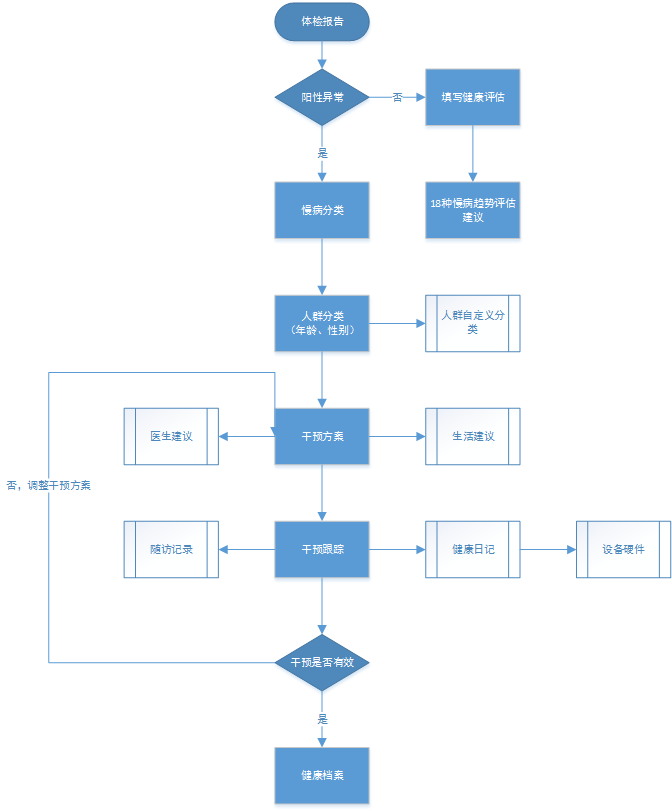 体检报告
阳性异常
否
填写健康评估
是
慢病分类
18种慢病趋势评估
建议
人群分类
（年龄、性别）
人群自定义分
类
医生建议
干预方案
生活建议
否，调整干预方案
随访记录
干预跟踪
健康日记
设备硬件
干预是否有效
是
健康档案